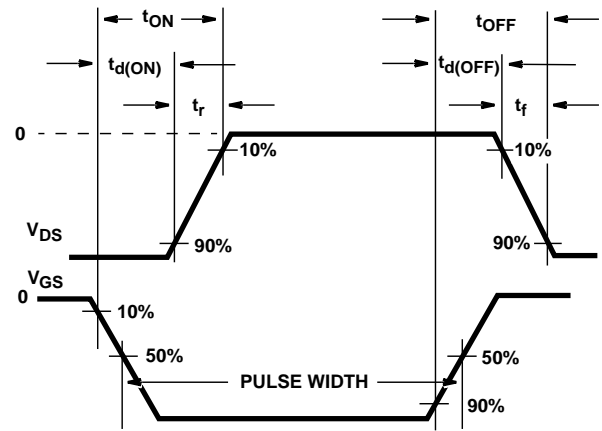 tON
tOFF
td(ON)
td(OFF)
tr
tf
0
10%
10%
VDS
90%
90%
VGS
0
10%
50%
50%
PULSE WIDTH
90%